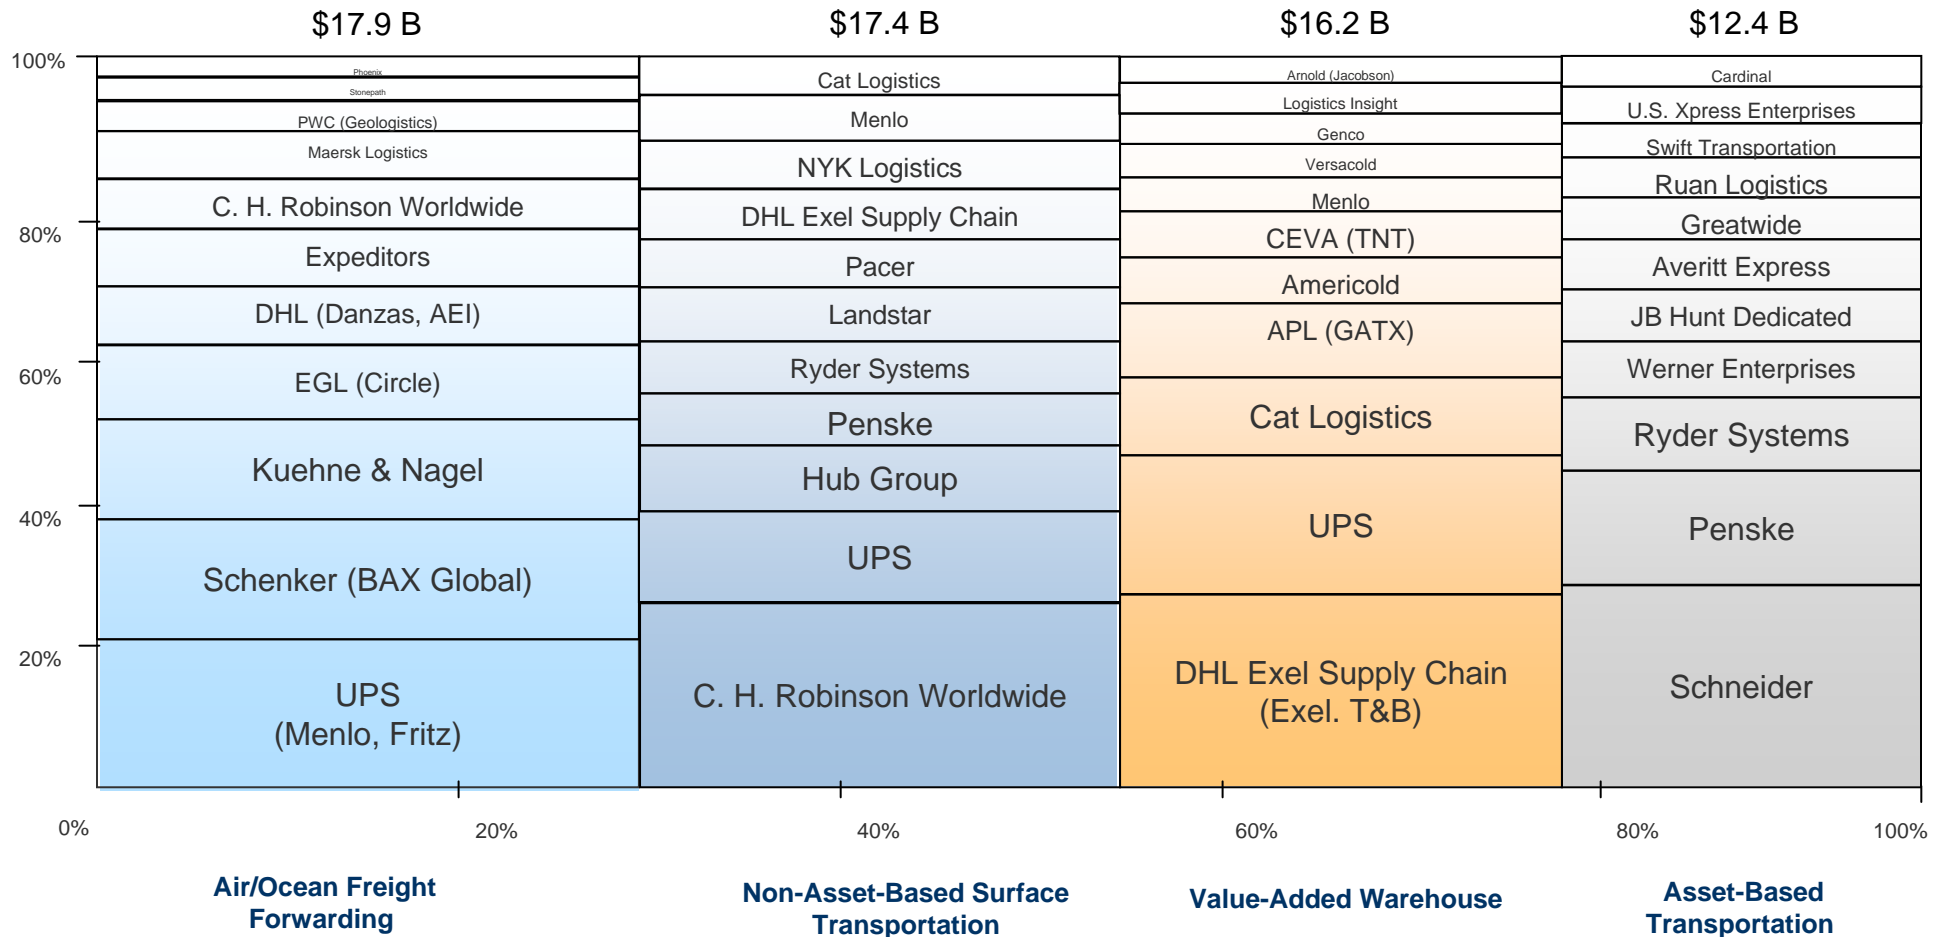 $17.9 B
$17.4 B
$16.2 B
$12.4 B
100%
80%
60%
40%
20%
0%
Phoenix
Stonepath
PWC (Geologistics)
Maersk Logistics
C. H. Robinson Worldwide
Expeditors
DHL (Danzas, AEI)
EGL (Circle)
Kuehne & Nagel
Schenker (BAX Global)
UPS
(Menlo, Fritz)
Cat Logistics
Menlo
NYK Logistics
DHL Exel Supply Chain
Pacer
Landstar
Ryder Systems
Penske
Hub Group
UPS
C. H. Robinson Worldwide
Arnold (Jacobson)
Logistics Insight
Genco
Versacold
Menlo
CEVA (TNT)
Americold
APL (GATX)
Cat Logistics
UPS
DHL Exel Supply Chain
(Exel. T&B)
Cardinal
U.S. Xpress Enterprises
Swift Transportation
Ruan Logistics
Greatwide
Averitt Express
JB Hunt Dedicated
Werner Enterprises
Ryder Systems
Penske
Schneider
20%
40%
60%
80%
100%
Air/Ocean Freight
Forwarding
Non-Asset-Based Surface
Transportation
Value-Added Warehouse
Asset-Based
Transportation